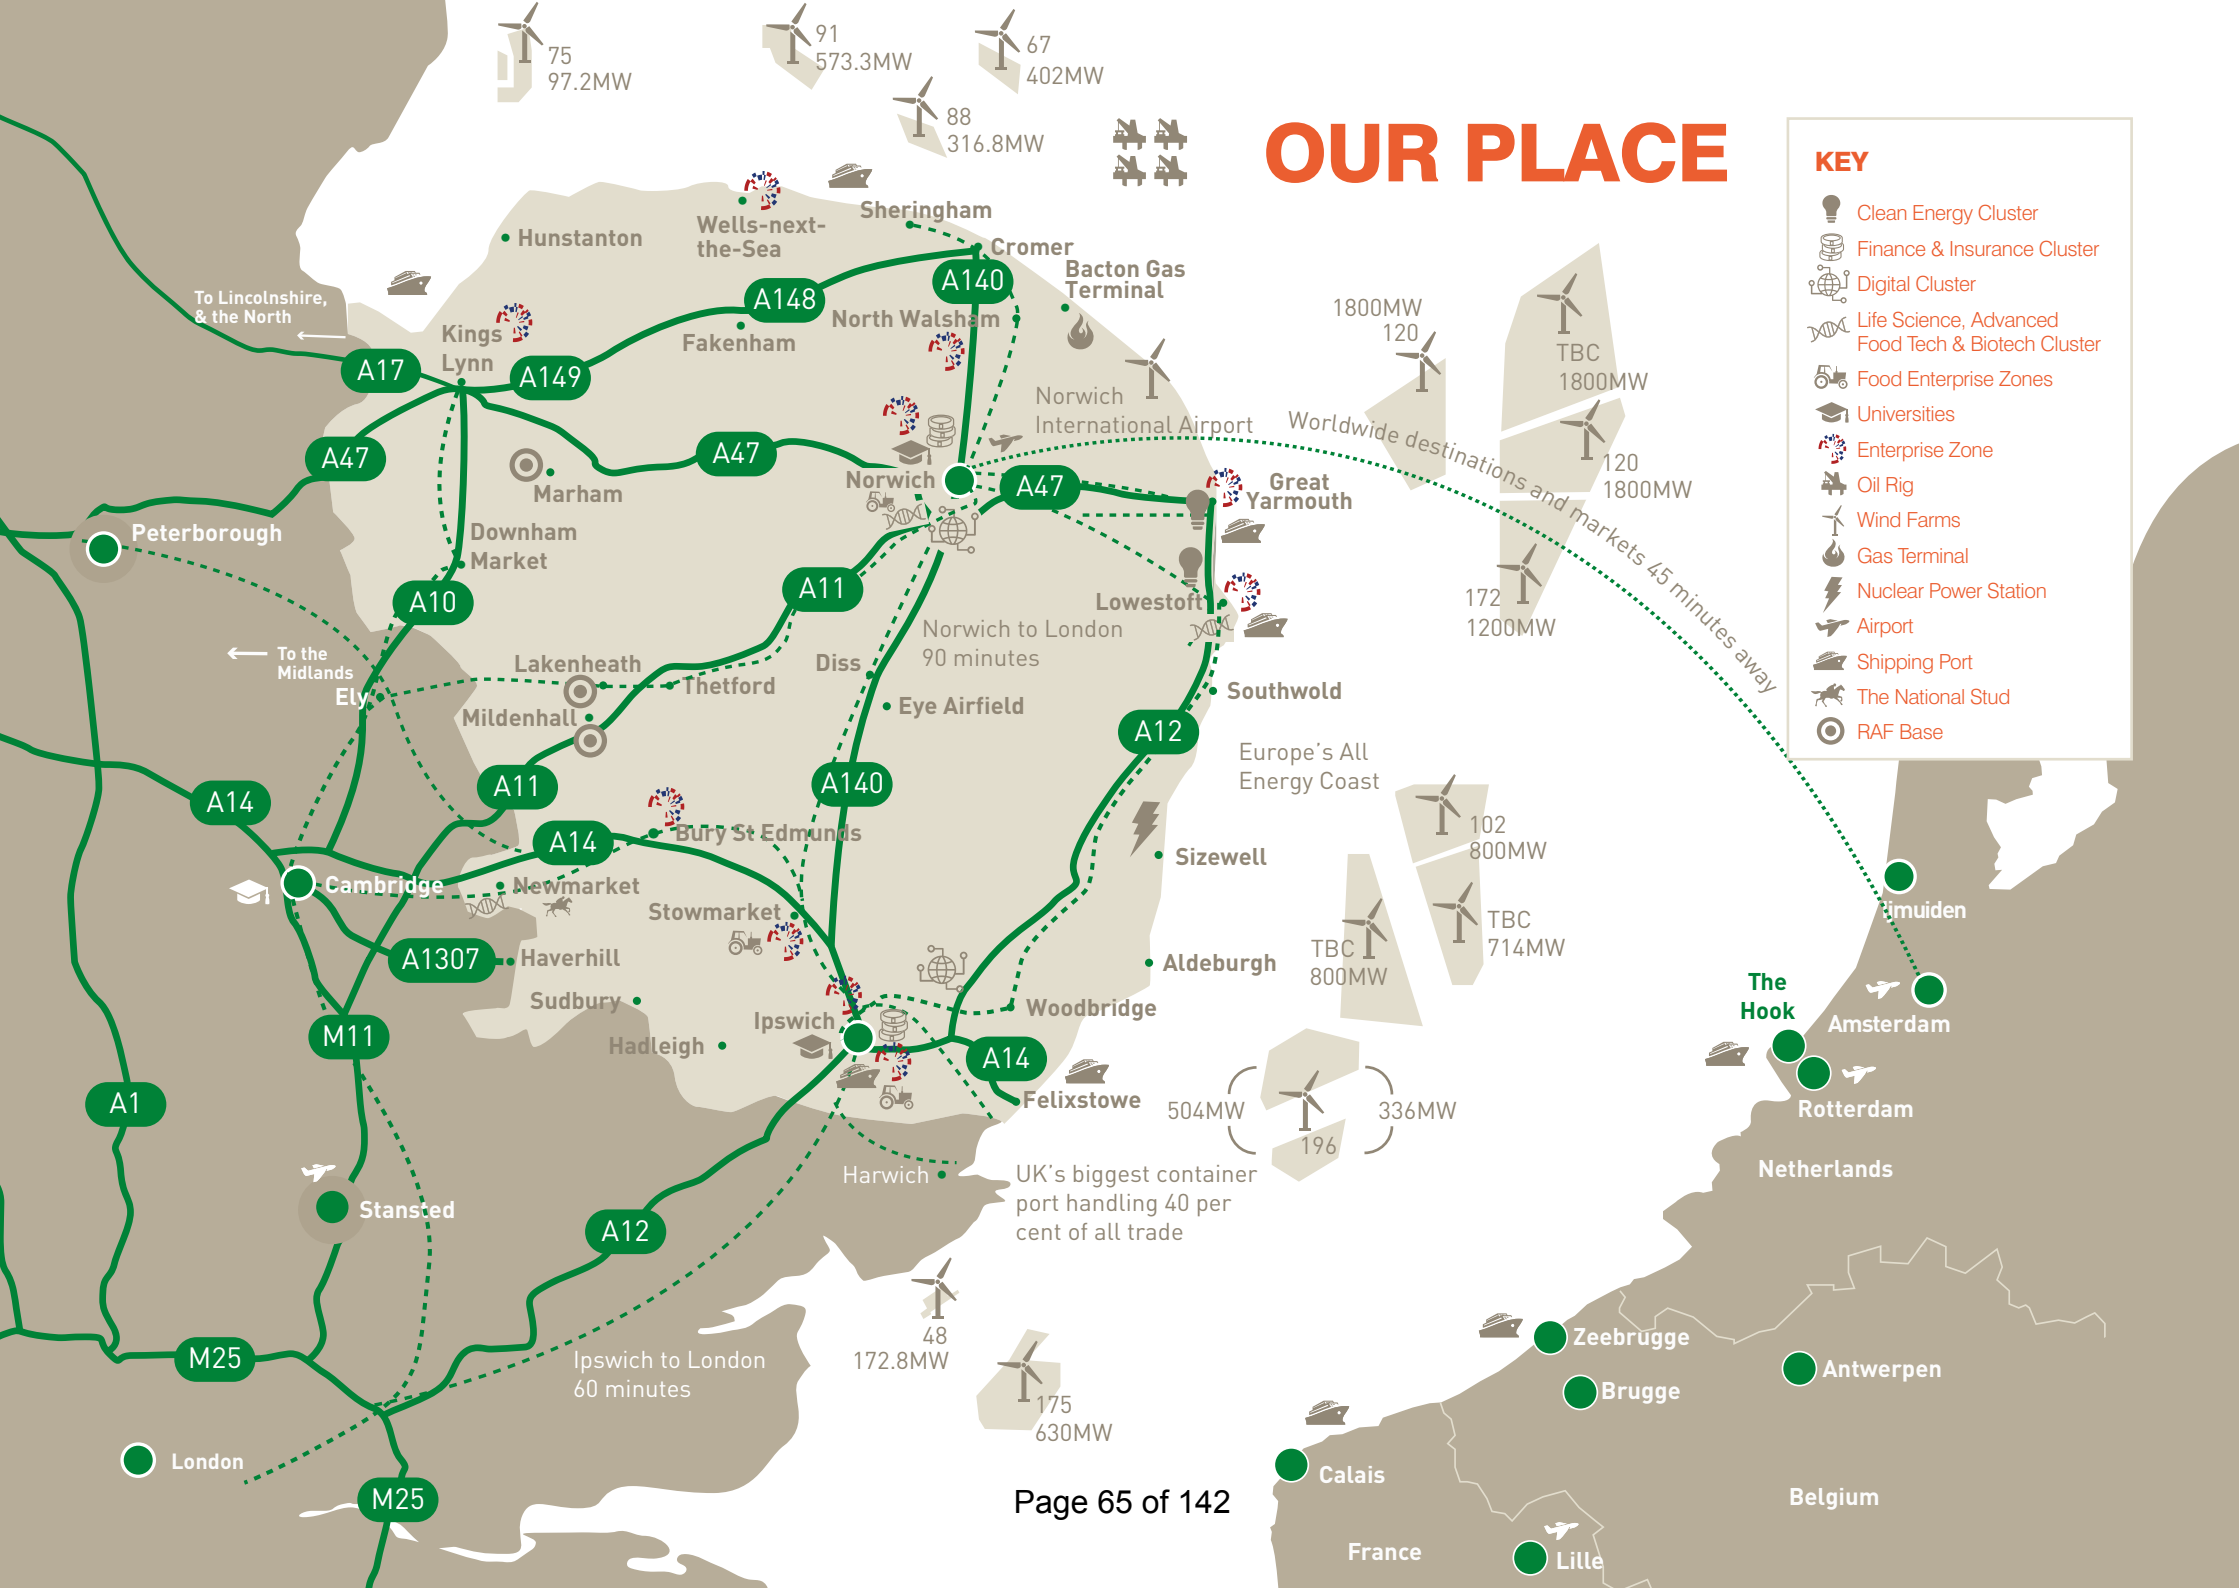 75
97.2MW
91
573.3MW
67
402MW
88
316.8MW
OUR PLACE
KEY
Clean Energy Cluster
Finance & Insurance Cluster
Digital Cluster
Life Science, Advanced
Food Tech & Biotech Cluster
Food Enterprise Zones
Universities
Enterprise Zone
Oil Rig
Wind Farms
Gas Terminal
Nuclear Power Station
Airport
Shipping Port
The National Stud
RAF Base
Hunstanton
Wells-next-
the-Sea
Sheringham
Cromer
Bacton Gas
Terminal
A140
A148
North Walsham
Fakenham
To Lincolnshire,
& the North
Kings
Lynn
A17
A149
A47
A47
Marham
Norwich
International Airport
Norwich
A47
Great
Yarmouth
1800MW
120
TBC
1800MW
120
1800MW
172
1200MW
Worldwide destinations and markets 45 minutes away
Peterborough
Downham
Market
A10
A11
Lowestoft
Norwich to London
90 minutes
To the
Midlands
Ely
Lakenheath
Thetford
Mildenhall
Diss
Eye Airfield
Southwold
A12
Europe's All
Energy Coast
A14
A11
A140
A14
Bury St Edmunds
Sizewell
102
800MW
TBC
714MW
TBC
800MW
Cambridge
Newmarket
Stowmarket
A1307
Haverhill
Sudbury
Aldeburgh
Woodbridge
Ipswich
Hadleigh
M11
A14
Felixstowe
A1
504MW
336MW
196
Harwich
UK's biggest container
port handling 40 per
cent of all trade
Stansted
A12
48
172.8MW
175
630MW
M25
Ipswich to London
60 minutes
London
M25
Ijmuiden
The
Hook
Amsterdam
Rotterdam
Netherlands
Zeebrugge
Brugge
Antwerpen
Calais
Belgium
France
Lille
Page 65 of 142